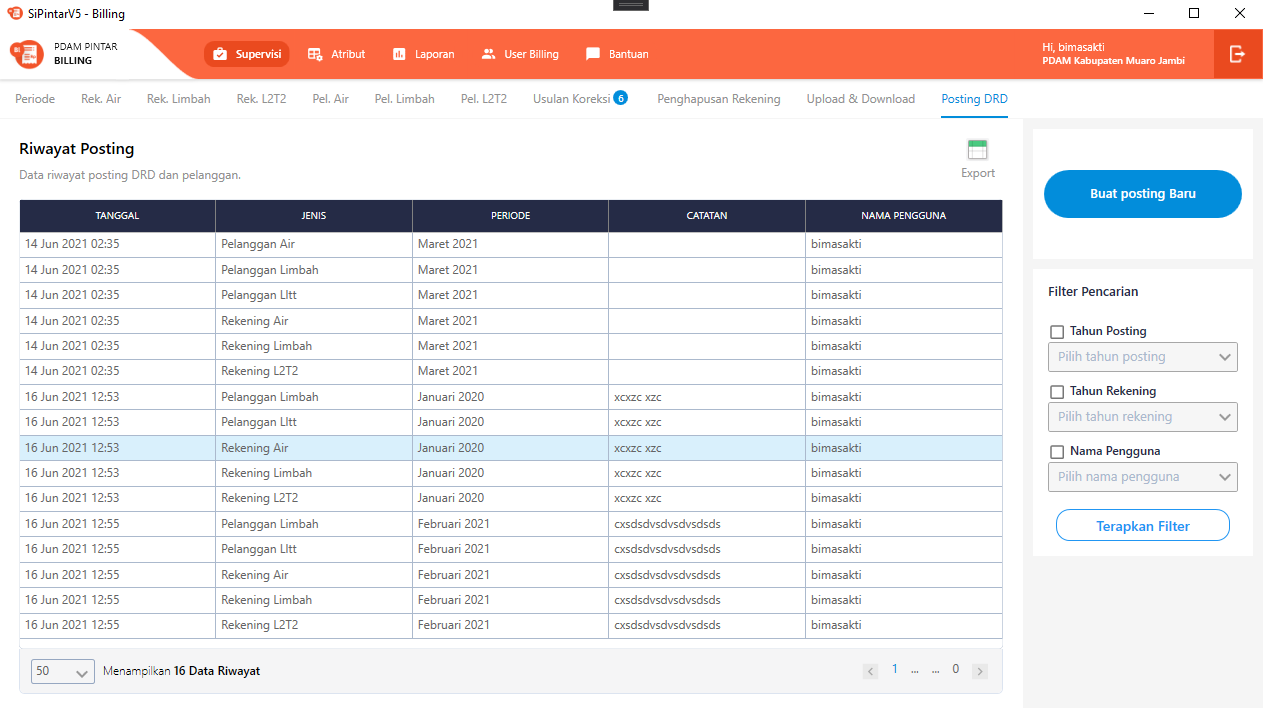 SiPintarV5 - Billing
PDAM PINTAR
BILLING
Supervisi Atribut Laporan User Billing Bantuan
Hi, bimasakti
PDAM Kabupaten Muaro Jambi
Periode Rek. Air Rek. Limbah Rek. L2T2 Pel. Air Pel. Limbah Pel. L2T2 Usulan Koreksi 6 Penghapusan Rekening Upload & Download Posting DRD
Riwayat Posting
Data riwayat posting DRD dan pelanggan.
Export
TANGGAL JENIS PERIODE CATATAN NAMA PENGGUNA
14 Jun 2021 02:35 Pelanggan Air Maret 2021 bimasakti
14 Jun 2021 02:35 Pelanggan Limbah Maret 2021 bimasakti
14 Jun 2021 02:35 Pelanggan Lltt Maret 2021 bimasakti
14 Jun 2021 02:35 Rekening Air Maret 2021 bimasakti
14 Jun 2021 02:35 Rekening Limbah Maret 2021 bimasakti
14 Jun 2021 02:35 Rekening L2T2 Maret 2021 bimasakti
16 Jun 2021 12:53 Pelanggan Limbah Januari 2020 xcxzc xzc bimasakti
16 Jun 2021 12:53 Pelanggan Lltt Januari 2020 xcxzc xzc bimasakti
16 Jun 2021 12:53 Rekening Air Januari 2020 xcxzc xzc bimasakti
16 Jun 2021 12:53 Rekening Limbah Januari 2020 xcxzc xzc bimasakti
16 Jun 2021 12:53 Rekening L2T2 Januari 2020 xcxzc xzc bimasakti
16 Jun 2021 12:55 Pelanggan Limbah Februari 2021 cxsdsdvsdvsdvsdsds bimasakti
16 Jun 2021 12:55 Pelanggan Lltt Februari 2021 cxsdsdvsdvsdvsdsds bimasakti
16 Jun 2021 12:55 Rekening Air Februari 2021 cxsdsdvsdvsdvsdsds bimasakti
16 Jun 2021 12:55 Rekening Limbah Februari 2021 cxsdsdvsdvsdvsdsds bimasakti
16 Jun 2021 12:55 Rekening L2T2 Februari 2021 cxsdsdvsdvsdvsdsds bimasakti
50 Menampilkan 16 Data Riwayat
1 ... ... 0
Buat posting Baru
Filter Pencarian
Tahun Posting
Pilih tahun posting
Tahun Rekening
Pilih tahun rekening
Nama Pengguna
Pilih nama pengguna
Terapkan Filter